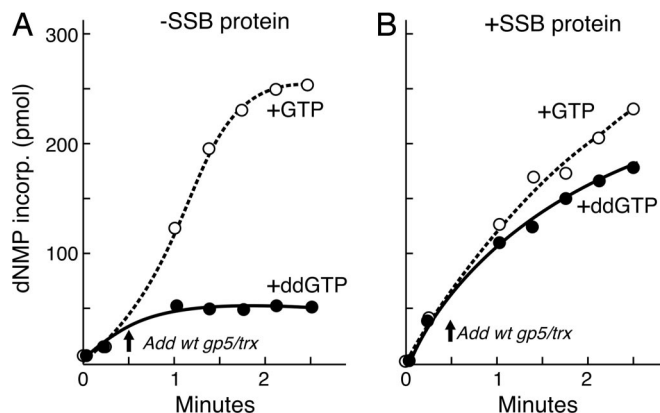 A
-SSB protein
B
+SSB protein
300
200
100
dNMP incorp. (pmol)
+GTP
+ddGTP
Add wt gp5/trx
0
1
2
Minutes
+GTP
+ddGTP
Add wt gp5/trx
0
1
2
Minutes